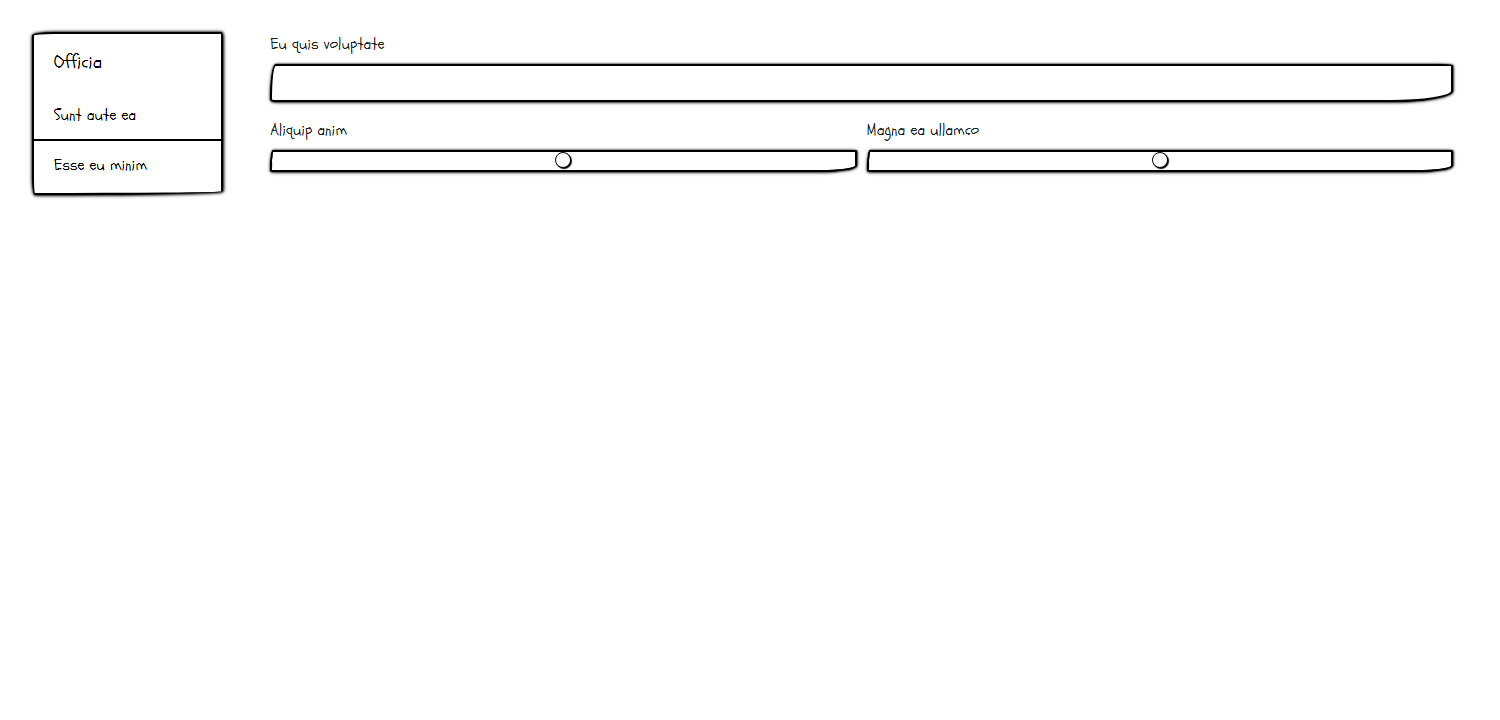 Officia
Sunt aute ea
Esse eu minim
Eu quis voluptate
Aliquip anim
Magna ea ullamco